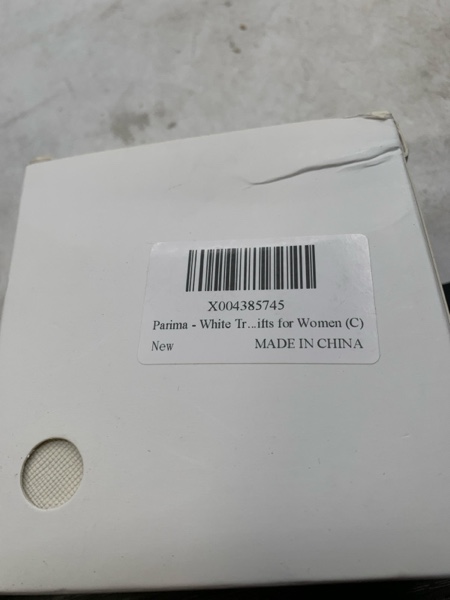 X004385745
Parima - White Tr...ifts for Women (C)
New MADE IN CHINA